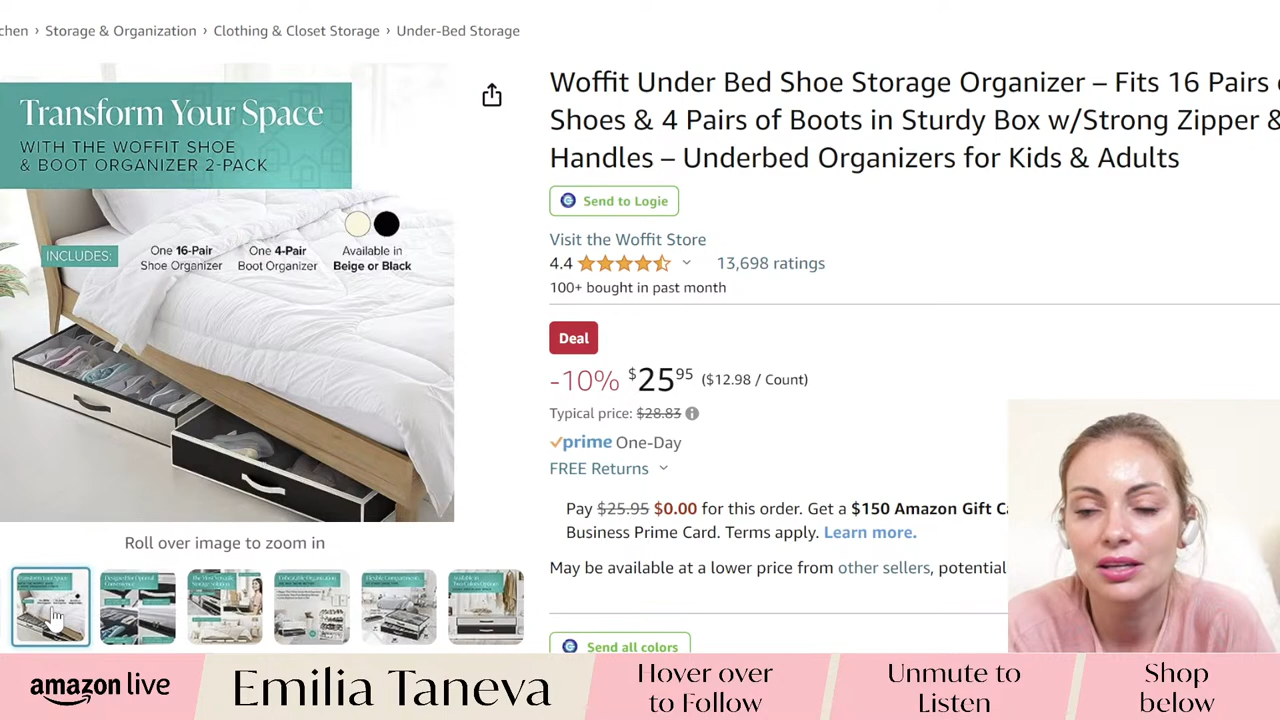 chen › Storage & Organization › Clothing & Closet Storage › Under-Bed Storage
Transform Your Space
WITH THE WOFFIT SHOE
& BOOT ORGANIZER 2-PACK
INCLUDES:
One 16-Pair
Shoe Organizer
One 4-Pair
Boot Organizer
Available in
Beige or Black
Roll over image to zoom in
Woffit Under Bed Shoe Storage Organizer – Fits 16 Pairs
Shoes & 4 Pairs of Boots in Sturdy Box w/Strong Zipper &
Handles – Underbed Organizers for Kids & Adults
Send to Logie
Visit the Woffit Store
4.4 13,698 ratings
100+ bought in past month
Deal
-10% $2595 ($12.98 / Count)
Typical price: $28.83
prime One-Day
FREE Returns
Pay $25.95 $0.00 for this order. Get a $150 Amazon Gift
Business Prime Card. Terms apply. Learn more.
May be available at a lower price from other sellers, potential
Send all colors
amazon live
Emilia Taneva
Hover over
to Follow
Unmute to
Listen
Shop
below